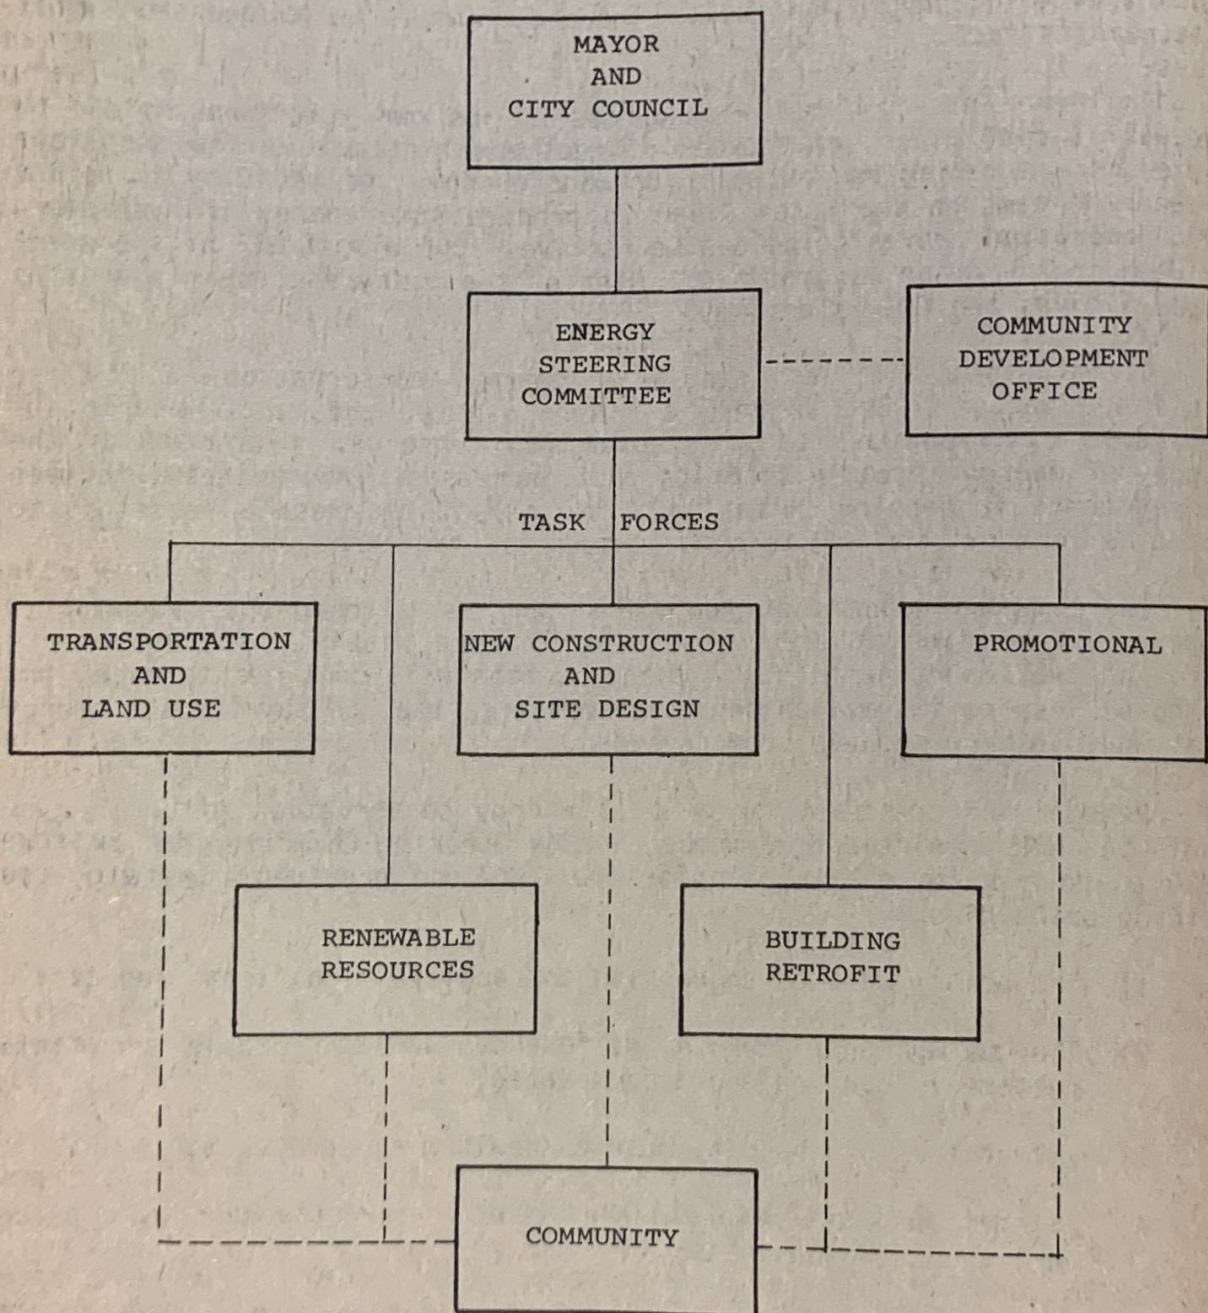 MAYOR
AND
CITY COUNCIL
ENERGY
STEERING
COMMITTEE
COMMUNITY
DEVELOPMENT
OFFICE
TASK FORCES
TRANSPORTATION
AND
LAND USE
NEW CONSTRUCTION
AND
SITE DESIGN
PROMOTIONAL
RENEWABLE
RESOURCES
BUILDING
RETROFIT
COMMUNITY